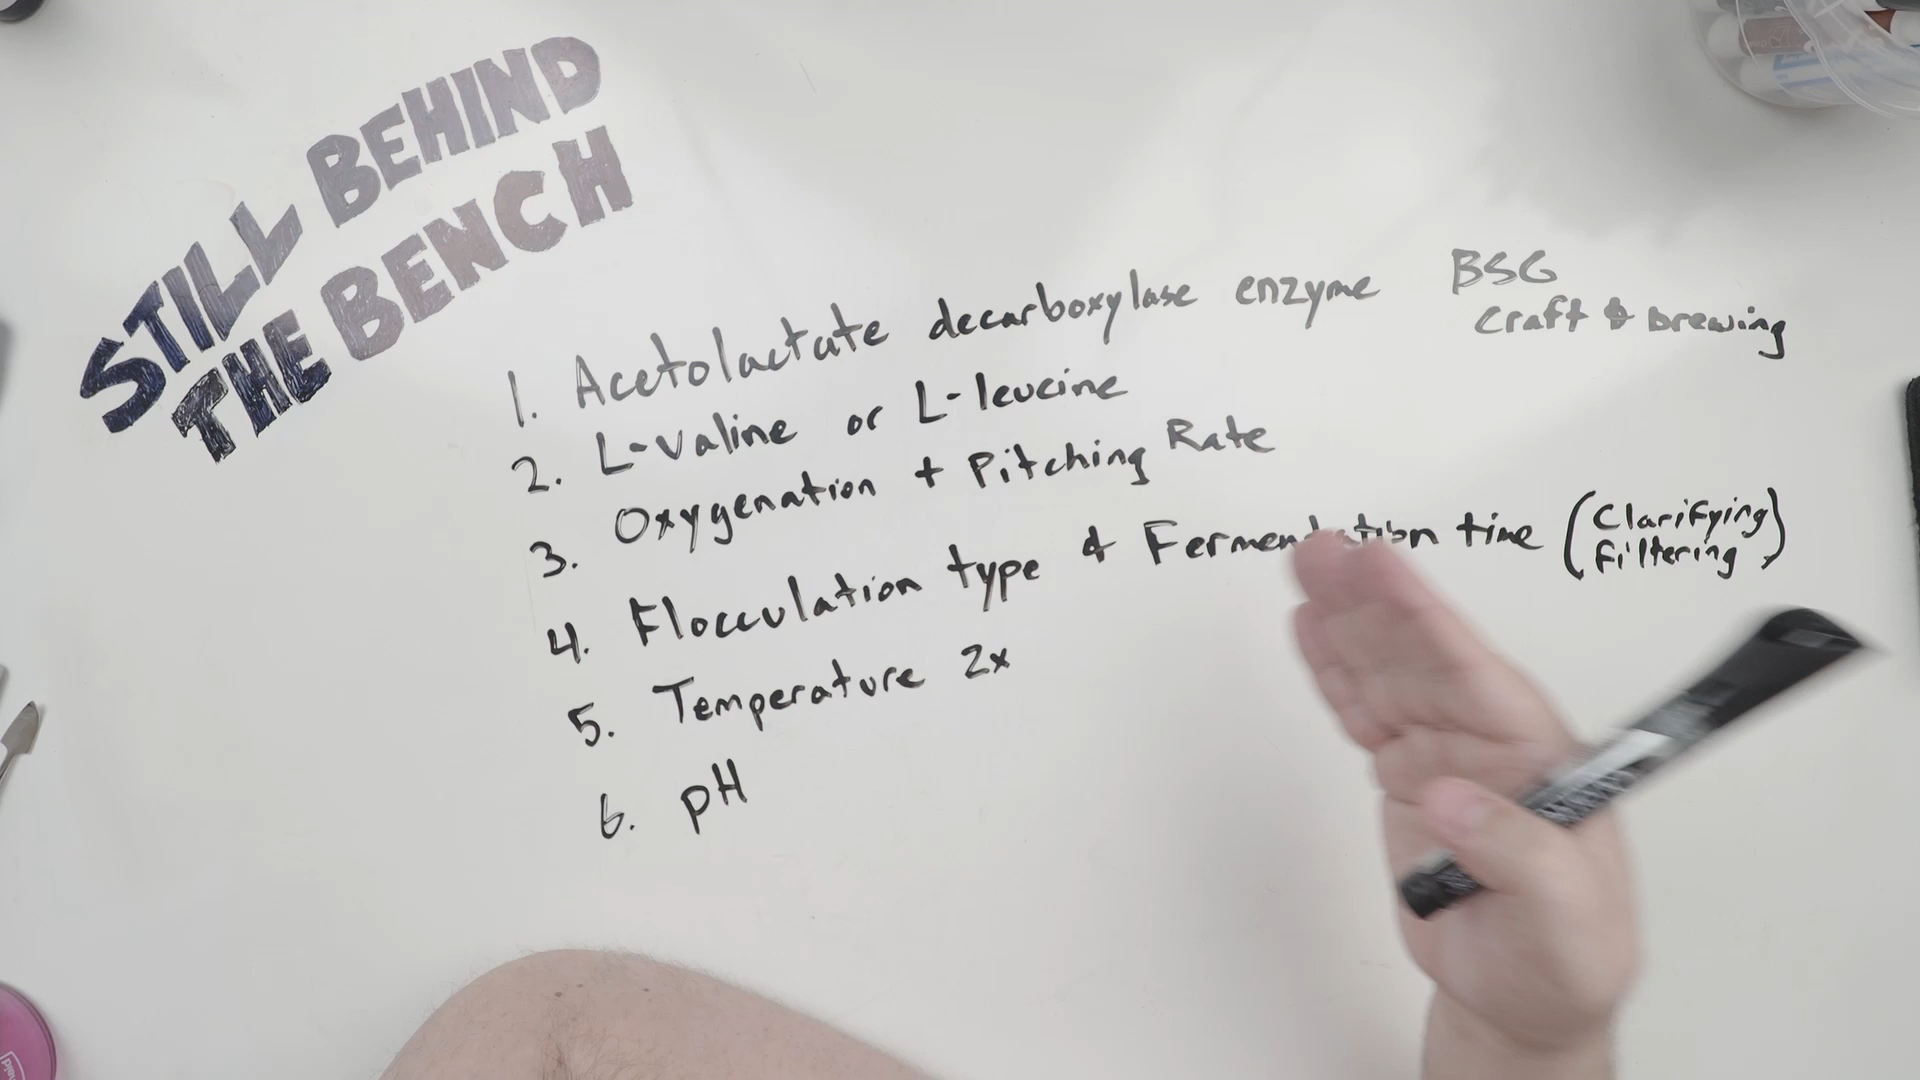 STILL BEHIND
THE BENCH
1. Acetolactate decarboxylase enzyme
BSG
Craft & brewing
2. L-valine or L-leucine
3. Oxygenation + Pitching Rate
4. Flocculation type & Fermentation time (Clarifying
Filtering)
5. Temperature 2x
6. pH